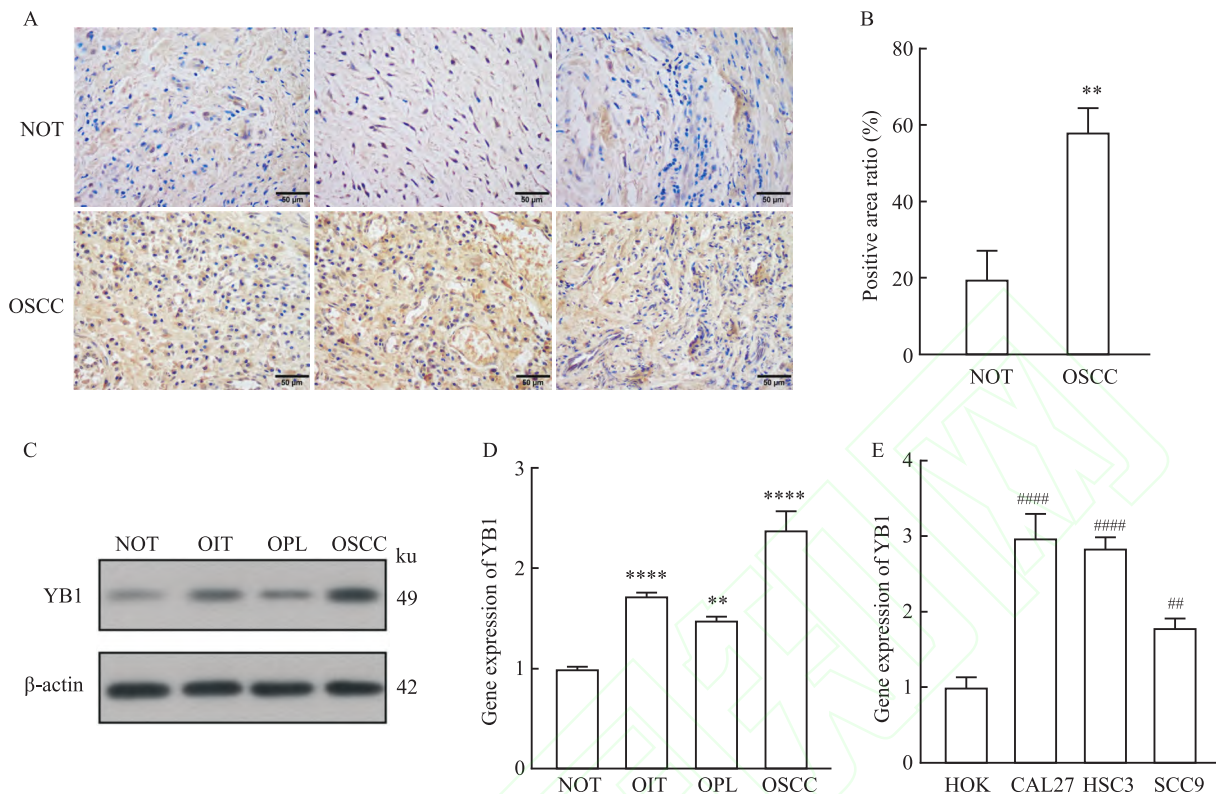 A
NOT
50 μm
50 μm
50 μm
OSCC
50 μm
50 μm
50 μm
B
Positive area ratio (%)
80
60
40
20
0
**
NOT
OSCC
C
NOT OIT OPL OSCC
ku
YB1
49
β-actin
42
D
Gene expression of YB1
3
2
1
0
****
**
****
NOT OIT OPL OSCC
E
Gene expression of YB1
4
3
2
1
0
####
####
##
HOK CAL27 HSC3 SCC9